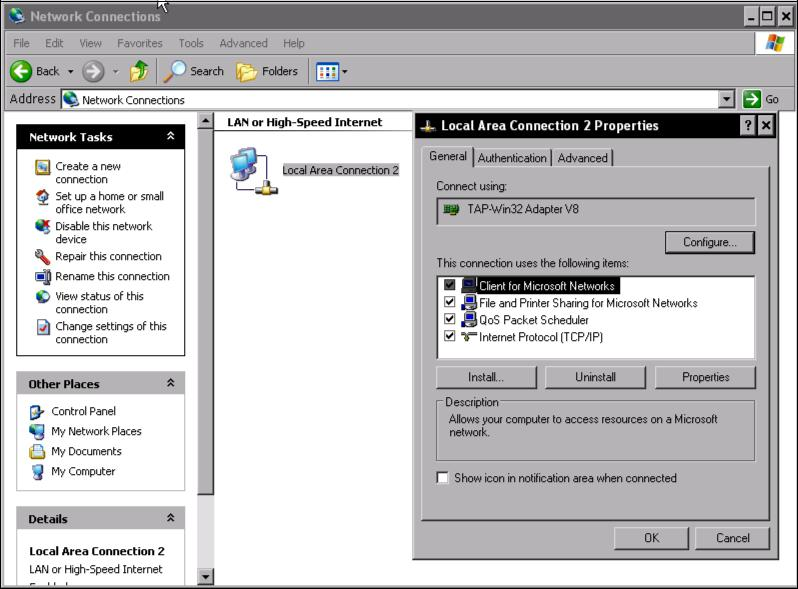 Network Connections
File Edit View Favorites Tools Advanced Help
Back Search Folders
Address Network Connections Go
Network Tasks
Create a new
connection
Set up a home or small
office network
Disable this network
device
Repair this connection
Rename this connection
View status of this
connection
Change settings of this
connection
Other Places
Control Panel
My Network Places
My Documents
My Computer
Details
Local Area Connection 2
LAN or High-Speed Internet
LAN or High-Speed Internet
Local Area Connection 2
Local Area Connection 2 Properties
General Authentication Advanced
Connect using:
TAP-Win32 Adapter V8
Configure...
This connection uses the following items:
Client for Microsoft Networks
File and Printer Sharing for Microsoft Networks
QoS Packet Scheduler
Internet Protocol (TCP/IP)
Install... Uninstall Properties
Description
Allows your computer to access resources on a Microsoft
network.
Show icon in notification area when connected
OK Cancel